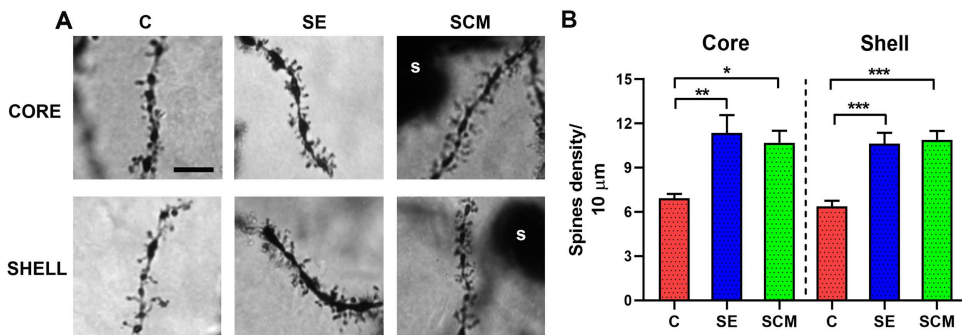 A
C SE SCM
CORE
S
SHELL
S
B
Core Shell
Spines density/
10 μm
15
12
9
6
3
0
* ***
** ***
C SE SCM C SE SCM